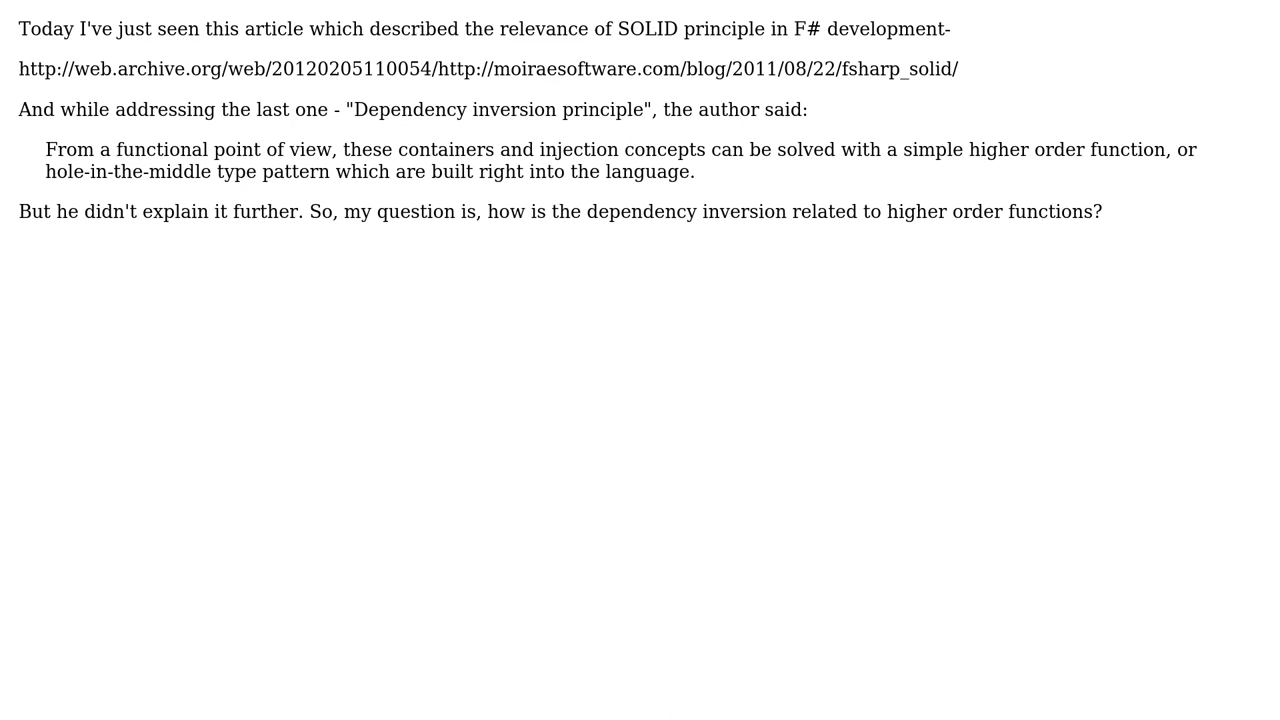 Today I've just seen this article which described the relevance of SOLID principle in F# development-
http://web.archive.org/web/20120205110054/http://moiraesoftware.com/blog/2011/08/22/fsharp_solid/
And while addressing the last one - "Dependency inversion principle", the author said:
From a functional point of view, these containers and injection concepts can be solved with a simple higher order function, or
hole-in-the-middle type pattern which are built right into the language.
But he didn't explain it further. So, my question is, how is the dependency inversion related to higher order functions?